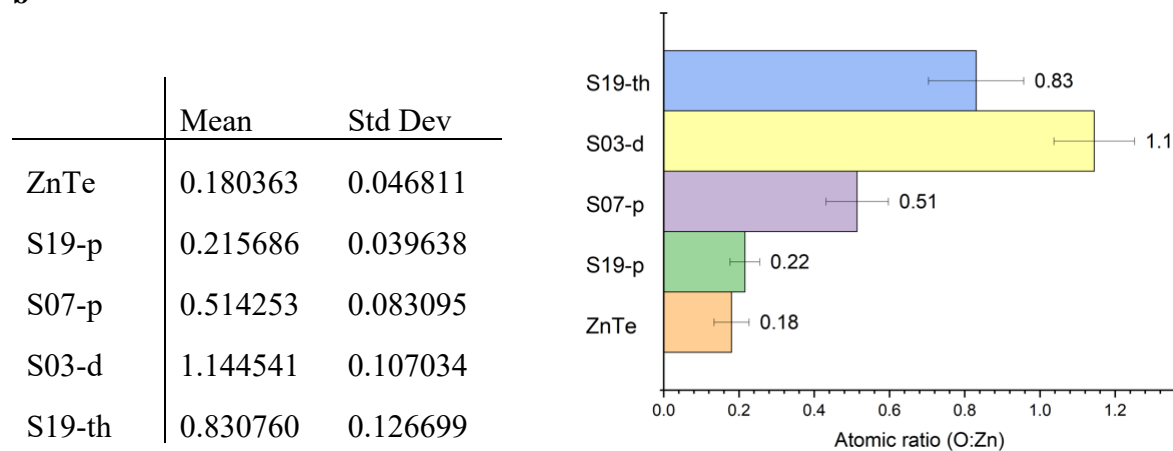 b
Mean Std Dev
ZnTe 0.180363 0.046811
S19-p 0.215686 0.039638
S07-p 0.514253 0.083095
S03-d 1.144541 0.107034
S19-th 0.830760 0.126699
S19-th 0.83
S03-d 1.1
S07-p 0.51
S19-p 0.22
ZnTe 0.18
0.0 0.2 0.4 0.6 0.8 1.0 1.2
Atomic ratio (O:Zn)